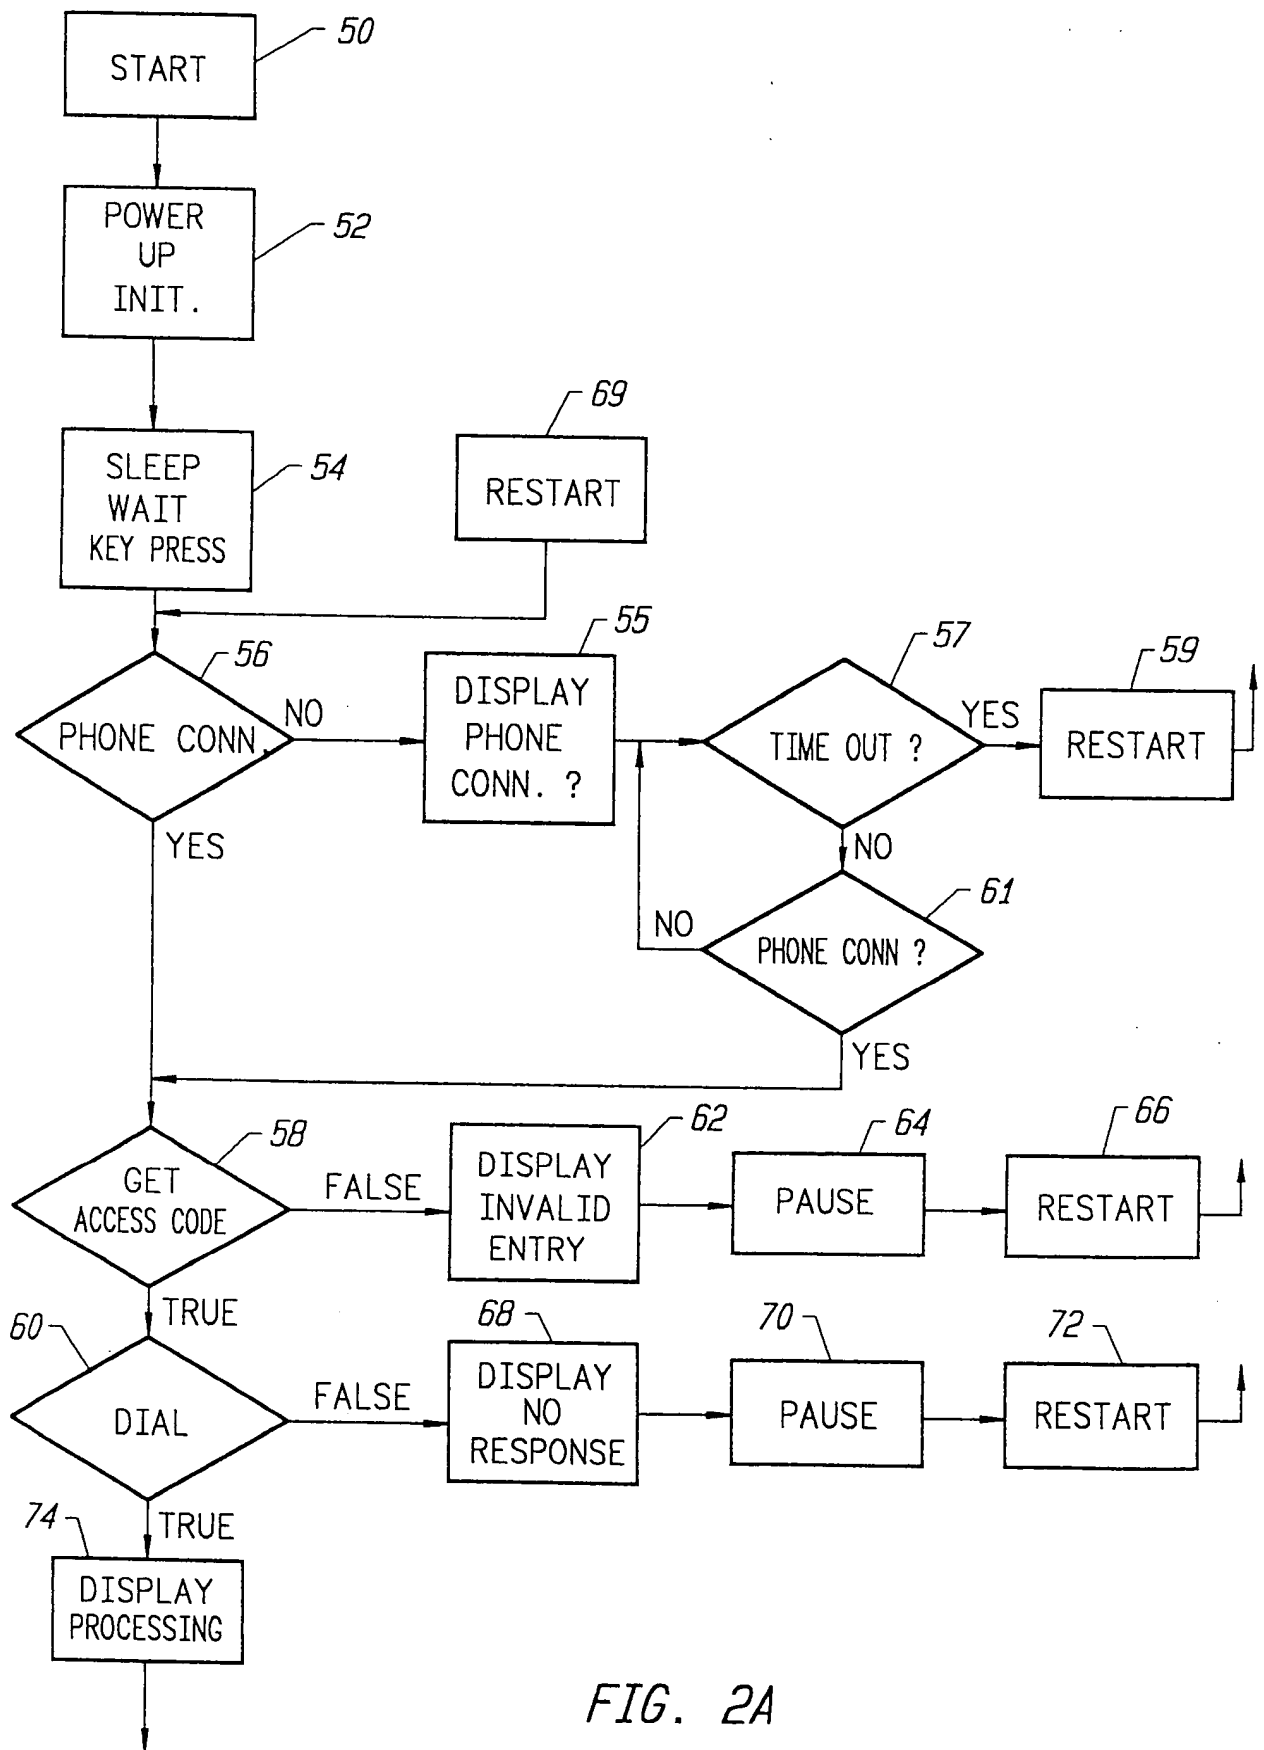 50
START
POWER
UP
INIT.
52
69
SLEEP
WAIT
KEY PRESS
54
RESTART
56
PHONE CONN.
NO
YES
55
DISPLAY
PHONE
CONN. ?
57
TIME OUT ?
YES
NO
59
RESTART
61
PHONE CONN ?
NO
YES
58
GET
ACCESS CODE
FALSE
TRUE
62
DISPLAY
INVALID
ENTRY
64
PAUSE
66
RESTART
60
DIAL
FALSE
TRUE
68
DISPLAY
NO
RESPONSE
70
PAUSE
72
RESTART
74
DISPLAY
PROCESSING
FIG. 2A